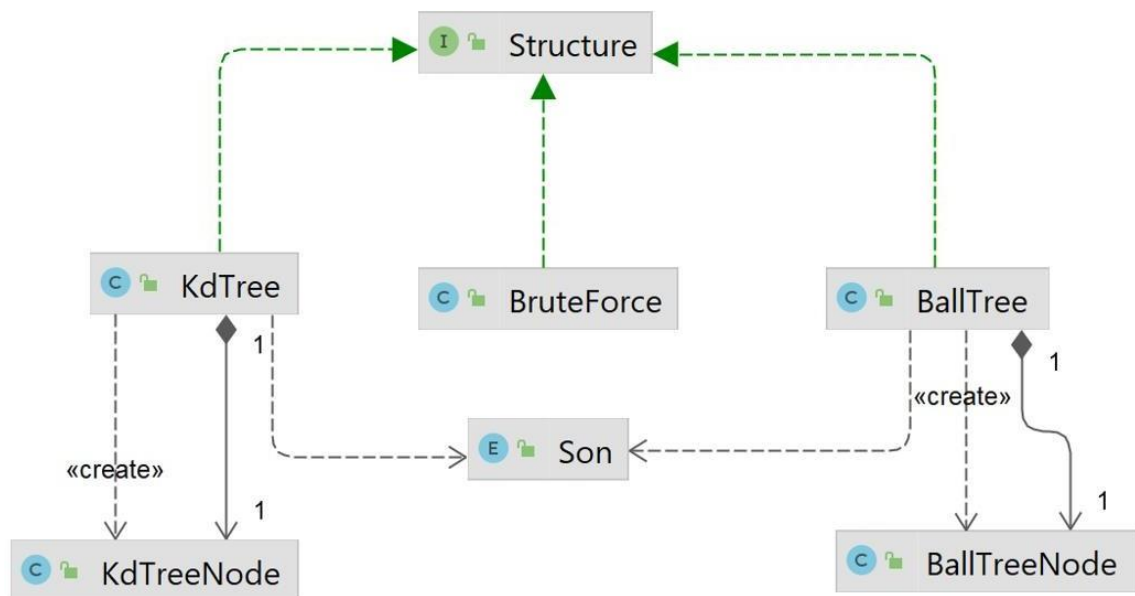 I Structure
C KdTree
C BruteForce
C BallTree
1
1
«create»
E Son
«create»
1
1
C KdTreeNode
C BallTreeNode